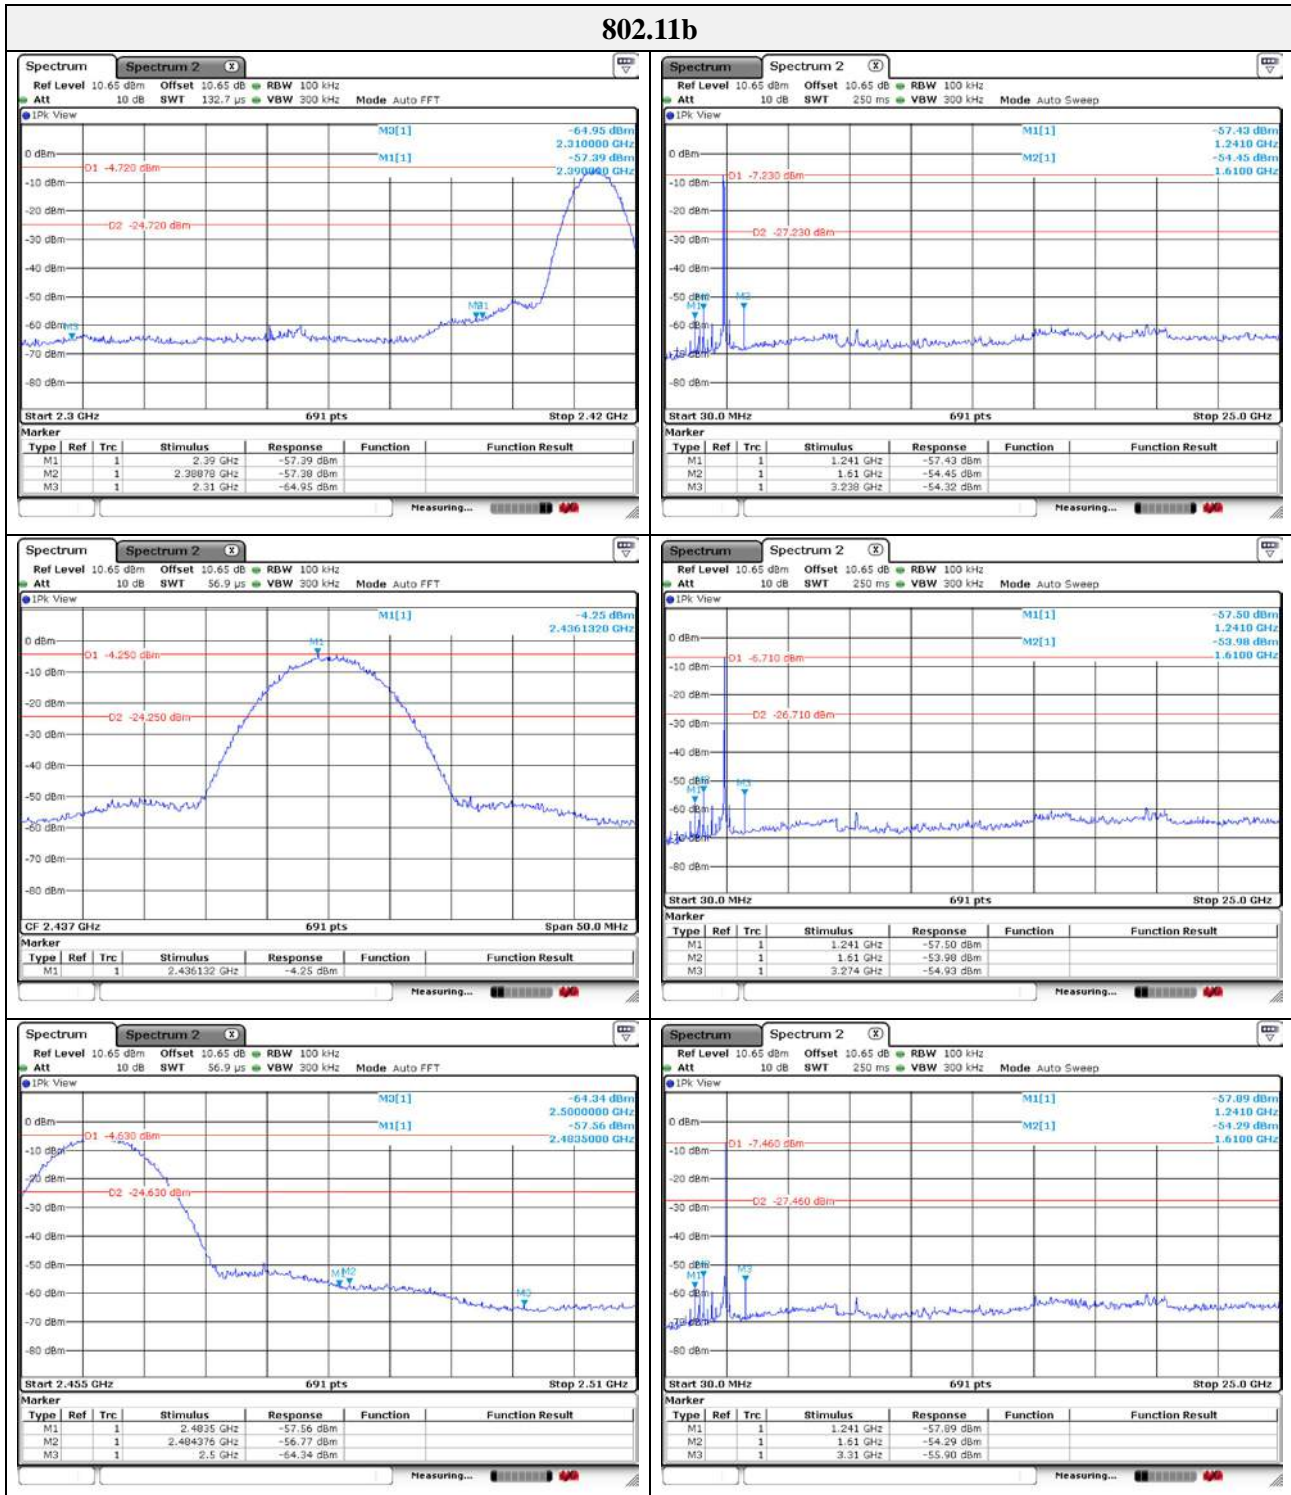 802.11b
Spectrum Spectrum 2 X
Ref Level 10.65 dBm Offset 10.65 dB RBW 100 kHz
Att 10 dB SWT 132.7 µs VBW 300 kHz Mode Auto FFT
1Pk View
M3[1] -64.95 dBm
2.310000 GHz
0 dBm M1[1] -57.39 dBm
D1 -4.720 dBm 2.390000 GHz
-10 dBm
-20 dBm
D2 -24.720 dBm
-30 dBm
-40 dBm
-50 dBm
-60 dBm M3
-70 dBm
-80 dBm
Start 2.3 GHz 691 pts Stop 2.42 GHz
Marker
Type Ref Trc Stimulus Response Function Function Result
M1 1 2.39 GHz -57.39 dBm
M2 1 2.38878 GHz -57.38 dBm
M3 1 2.31 GHz -64.95 dBm
Measuring...
Spectrum Spectrum 2 X
Ref Level 10.65 dBm Offset 10.65 dB RBW 100 kHz
Att 10 dB SWT 250 ms VBW 300 kHz Mode Auto Sweep
1Pk View
M1[1] -57.43 dBm
1.2410 GHz
0 dBm M2[1] -54.45 dBm
1.6100 GHz
-10 dBm D1 -7.230 dBm
-20 dBm
D2 -27.230 dBm
-30 dBm
-40 dBm
-50 dBm M2
M1
-60 dBm
-70 dBm
-80 dBm
Start 30.0 MHz 691 pts Stop 25.0 GHz
Marker
Type Ref Trc Stimulus Response Function Function Result
M1 1 1.241 GHz -57.43 dBm
M2 1 1.61 GHz -54.45 dBm
M3 1 3.238 GHz -54.32 dBm
Measuring...
Spectrum Spectrum 2 X
Ref Level 10.65 dBm Offset 10.65 dB RBW 100 kHz
Att 10 dB SWT 56.9 µs VBW 300 kHz Mode Auto FFT
1Pk View
M1[1] -4.25 dBm
2.4361320 GHz
0 dBm M1
D1 -4.250 dBm
-10 dBm
-20 dBm
D2 -24.250 dBm
-30 dBm
-40 dBm
-50 dBm
-60 dBm
-70 dBm
-80 dBm
CF 2.437 GHz 691 pts Span 50.0 MHz
Marker
Type Ref Trc Stimulus Response Function Function Result
M1 1 2.436132 GHz -4.25 dBm
Measuring...
Spectrum Spectrum 2 X
Ref Level 10.65 dBm Offset 10.65 dB RBW 100 kHz
Att 10 dB SWT 250 ms VBW 300 kHz Mode Auto Sweep
1Pk View
M1[1] -57.50 dBm
1.2410 GHz
0 dBm M2[1] -53.98 dBm
D1 -6.710 dBm 1.6100 GHz
-10 dBm
-20 dBm
D2 -26.710 dBm
-30 dBm
-40 dBm
-50 dBm M3
M1
-60 dBm
-70 dBm
-80 dBm
Start 30.0 MHz 691 pts Stop 25.0 GHz
Marker
Type Ref Trc Stimulus Response Function Function Result
M1 1 1.241 GHz -57.50 dBm
M2 1 1.61 GHz -53.98 dBm
M3 1 3.274 GHz -54.93 dBm
Measuring...
Spectrum Spectrum 2 X
Ref Level 10.65 dBm Offset 10.65 dB RBW 100 kHz
Att 10 dB SWT 56.9 µs VBW 300 kHz Mode Auto FFT
1Pk View
M3[1] -64.34 dBm
2.5000000 GHz
0 dBm M1[1] -57.56 dBm
D1 -4.630 dBm 2.4835000 GHz
-10 dBm
-20 dBm
D2 -24.630 dBm
-30 dBm
-40 dBm
-50 dBm
M1 M2
-60 dBm M3
-70 dBm
-80 dBm
Start 2.455 GHz 691 pts Stop 2.51 GHz
Marker
Type Ref Trc Stimulus Response Function Function Result
M1 1 2.4835 GHz -57.56 dBm
M2 1 2.484376 GHz -56.77 dBm
M3 1 2.5 GHz -64.34 dBm
Measuring...
Spectrum Spectrum 2 X
Ref Level 10.65 dBm Offset 10.65 dB RBW 100 kHz
Att 10 dB SWT 250 ms VBW 300 kHz Mode Auto Sweep
1Pk View
M1[1] -57.89 dBm
1.2410 GHz
0 dBm M2[1] -54.29 dBm
D1 -7.460 dBm 1.6100 GHz
-10 dBm
-20 dBm
D2 -27.460 dBm
-30 dBm
-40 dBm
-50 dBm M3
M1
-60 dBm
-70 dBm
-80 dBm
Start 30.0 MHz 691 pts Stop 25.0 GHz
Marker
Type Ref Trc Stimulus Response Function Function Result
M1 1 1.241 GHz -57.89 dBm
M2 1 1.61 GHz -54.29 dBm
M3 1 3.31 GHz -55.90 dBm
Measuring...